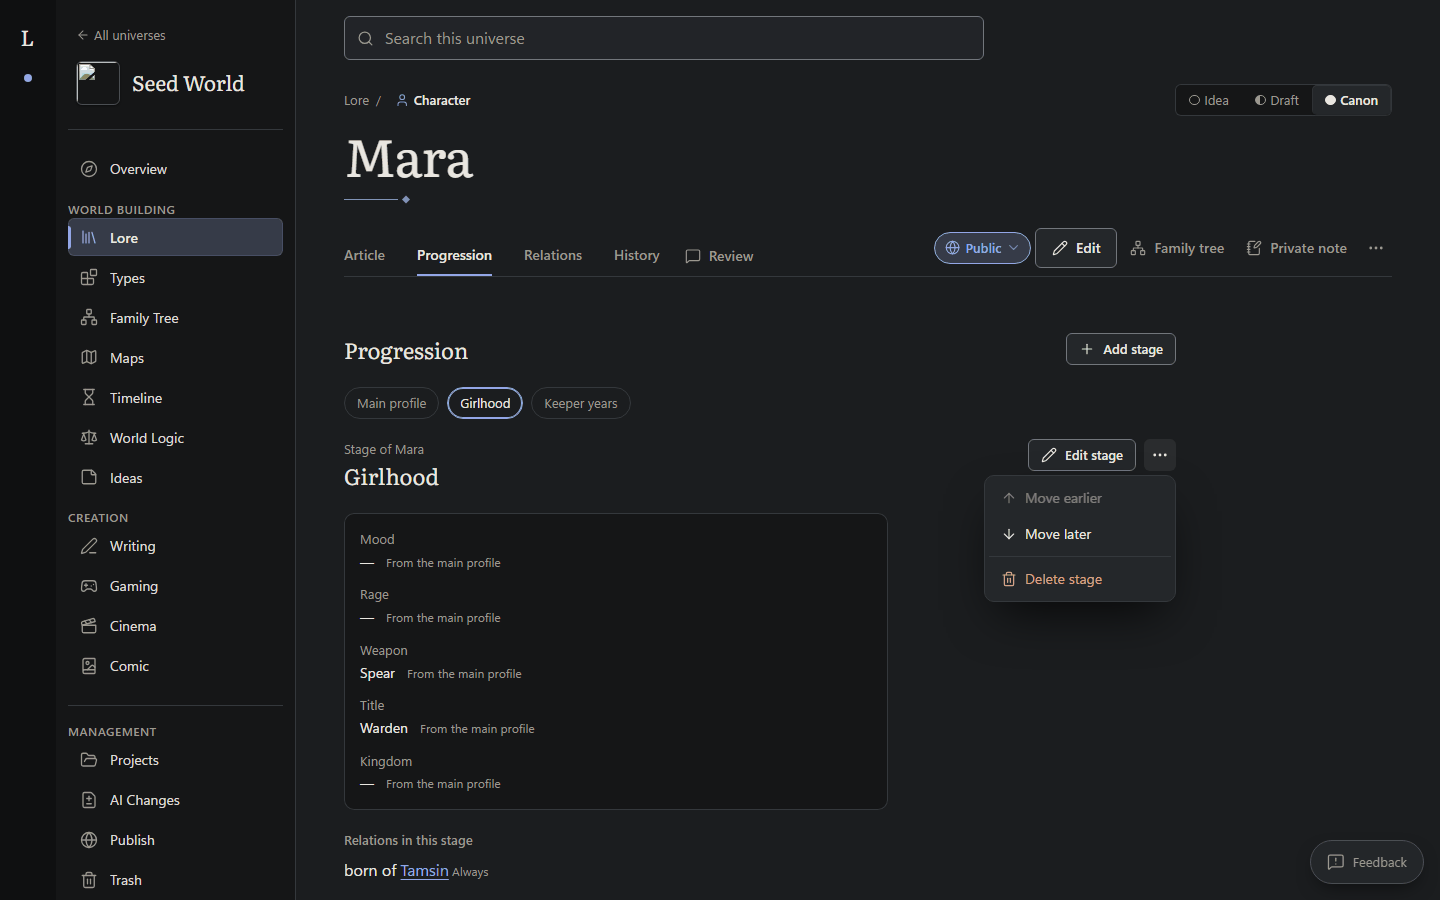 L
All universes
Seed World
Overview
WORLD BUILDING
Lore
Types
Family Tree
Maps
Timeline
World Logic
Ideas
CREATION
Writing
Gaming
Cinema
Comic
MANAGEMENT
Projects
AI Changes
Publish
Trash
Search this universe
Lore / Character
Idea Draft Canon
Mara
Article Progression Relations History Review
Public Edit Family tree Private note
Progression
Add stage
Main profile Girlhood Keeper years
Stage of Mara
Girlhood
Edit stage
Move earlier
Move later
Delete stage
Mood
— From the main profile
Rage
— From the main profile
Weapon
Spear From the main profile
Title
Warden From the main profile
Kingdom
— From the main profile
Relations in this stage
born of Tamsin Always
Feedback